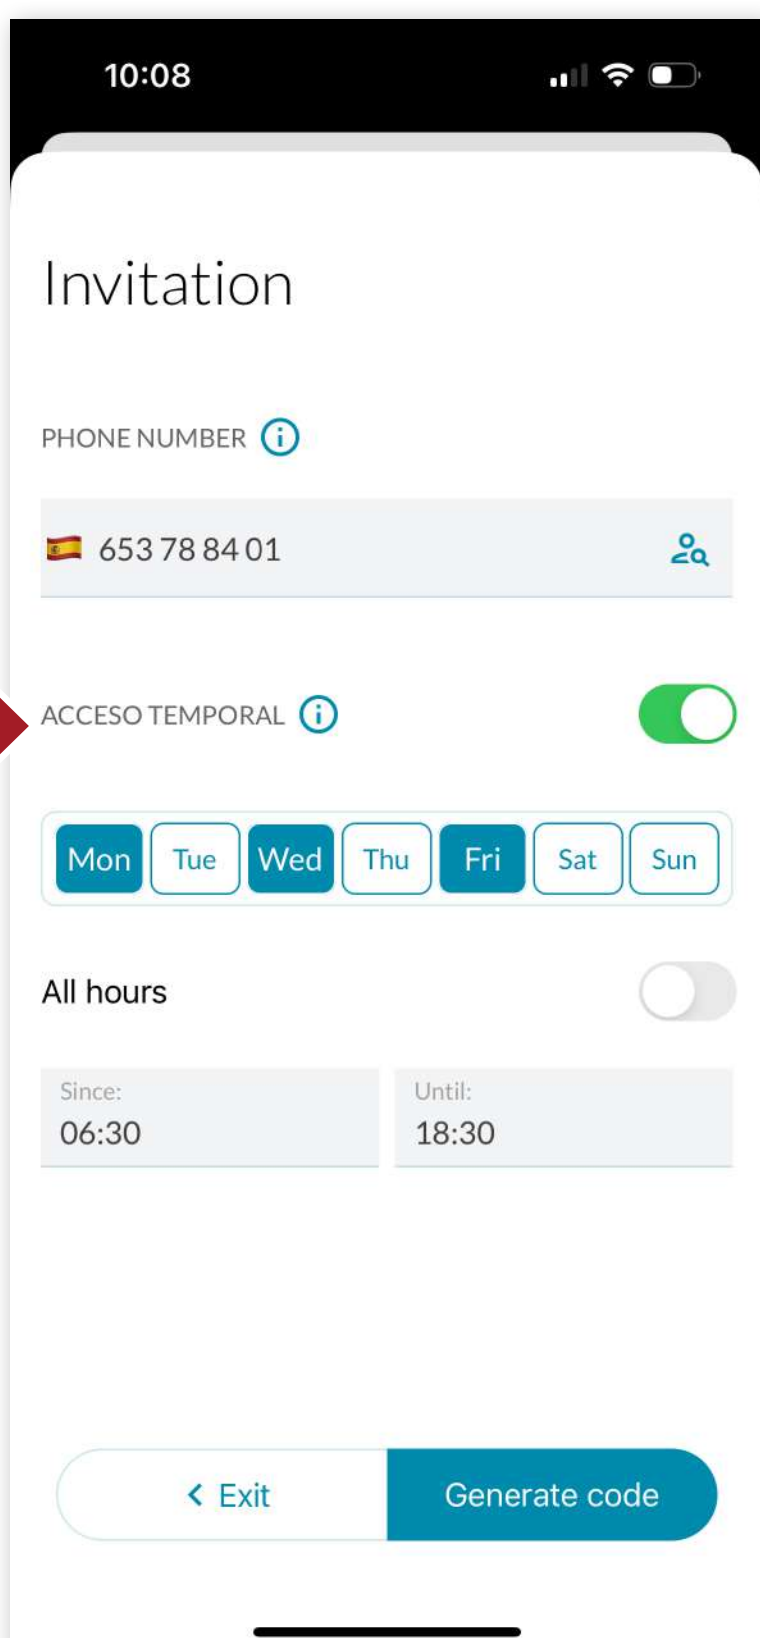 10:08
Invitation
PHONE NUMBER
653 78 84 01
ACCESO TEMPORAL
Mon Tue Wed Thu Fri Sat Sun
All hours
Since: Until:
06:30 18:30
Exit Generate code